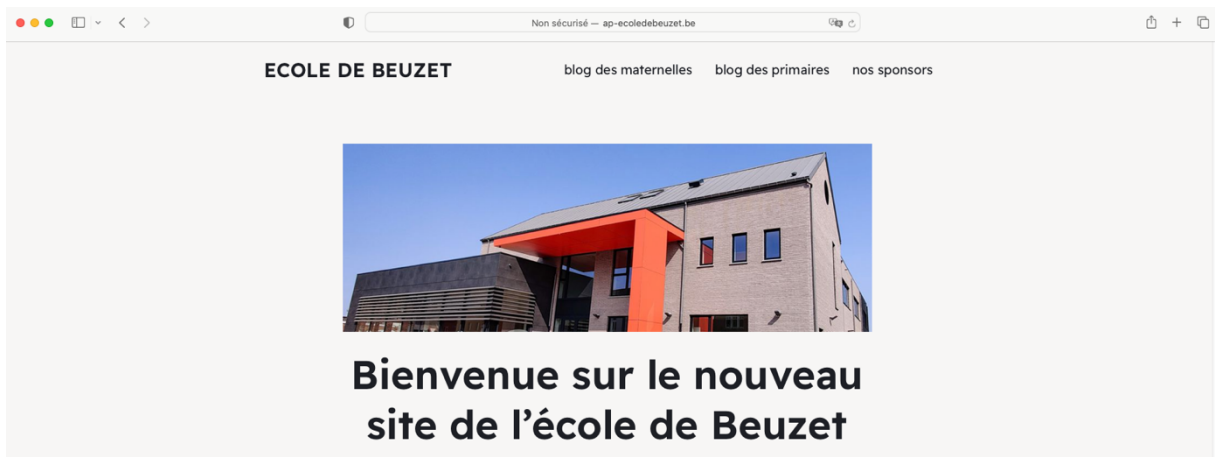 Non sécurisé — ap-ecoledebeuzet.be
ECOLE DE BEUZET
blog des maternelles
blog des primaires
nos sponsors
Bienvenue sur le nouveau
site de l’école de Beuzet